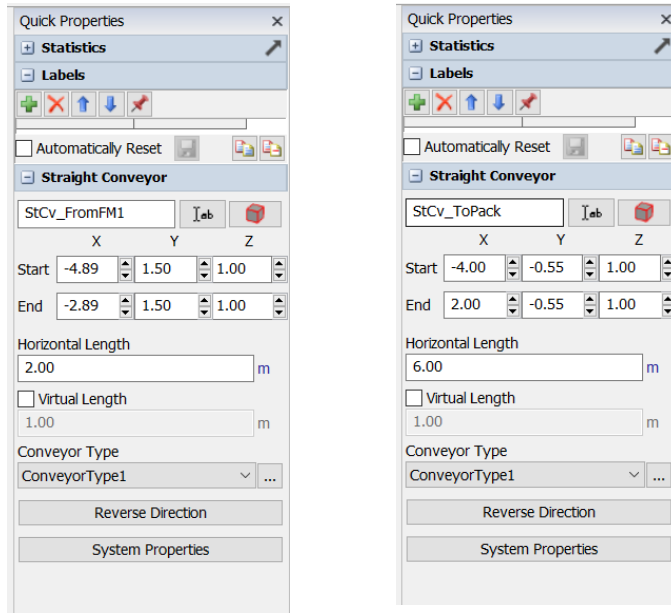 Quick Properties
Statistics
Labels
Automatically Reset
Straight Conveyor
StCv_FromFM1
X Y Z
Start -4.89 1.50 1.00
End -2.89 1.50 1.00
Horizontal Length
2.00 m
Virtual Length
1.00 m
Conveyor Type
ConveyorType1 ...
Reverse Direction
System Properties
Quick Properties
Statistics
Labels
Automatically Reset
Straight Conveyor
StCv_ToPack
X Y Z
Start -4.00 -0.55 1.00
End 2.00 -0.55 1.00
Horizontal Length
6.00 m
Virtual Length
1.00 m
Conveyor Type
ConveyorType1 ...
Reverse Direction
System Properties